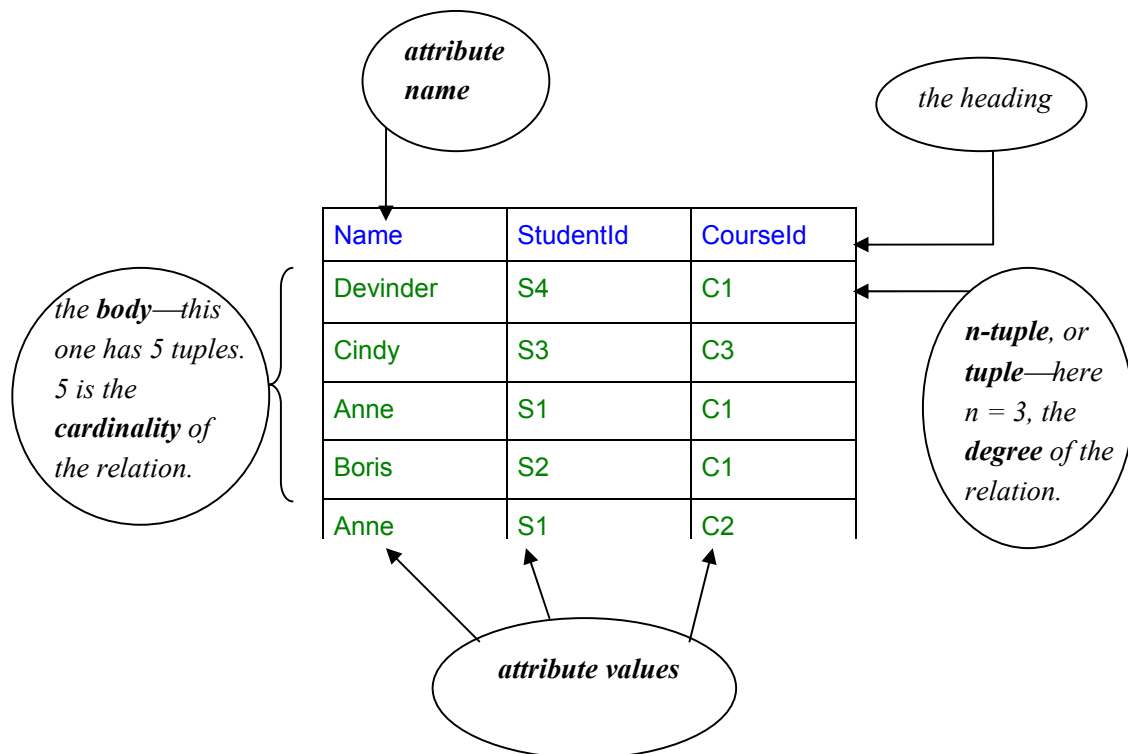 attribute
name
the heading
Name StudentId CourseId
Devinder S4 C1
Cindy S3 C3
Anne S1 C1
Boris S2 C1
Anne S1 C2
the body—this
one has 5 tuples.
5 is the
cardinality of
the relation.
n-tuple, or
tuple—here
n = 3, the
degree of the
relation.
attribute values